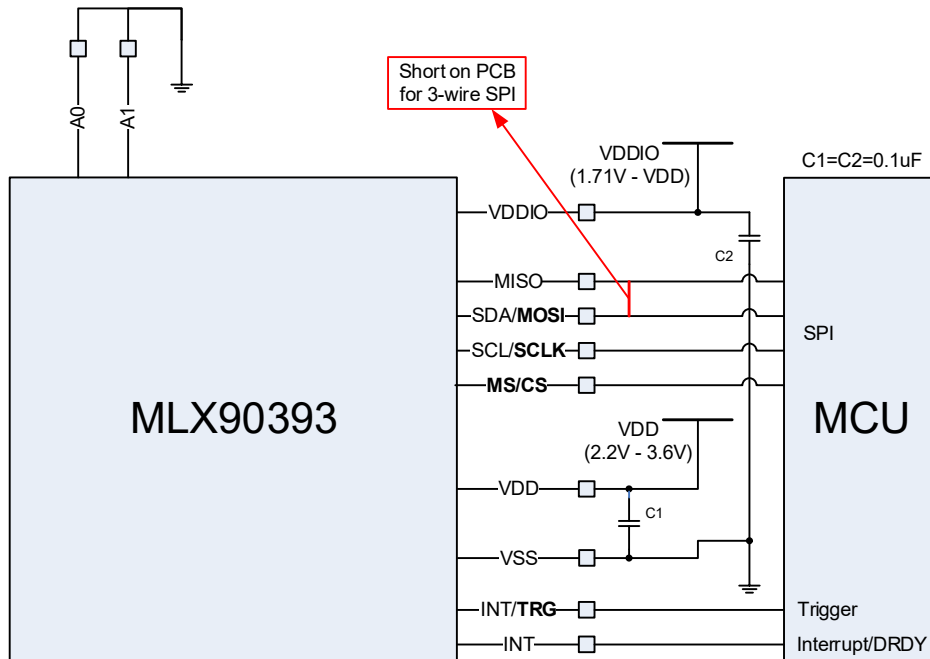 A0
A1
Short on PCB
for 3-wire SPI
VDDIO
(1.71V - VDD)
C1=C2=0.1uF
VDDIO
C2
MISO
SDA/MOSI
SPI
SCL/SCLK
MS/CS
MLX90393
MCU
VDD
(2.2V - 3.6V)
VDD
C1
VSS
INT/TRG
Trigger
INT
Interrupt/DRDY